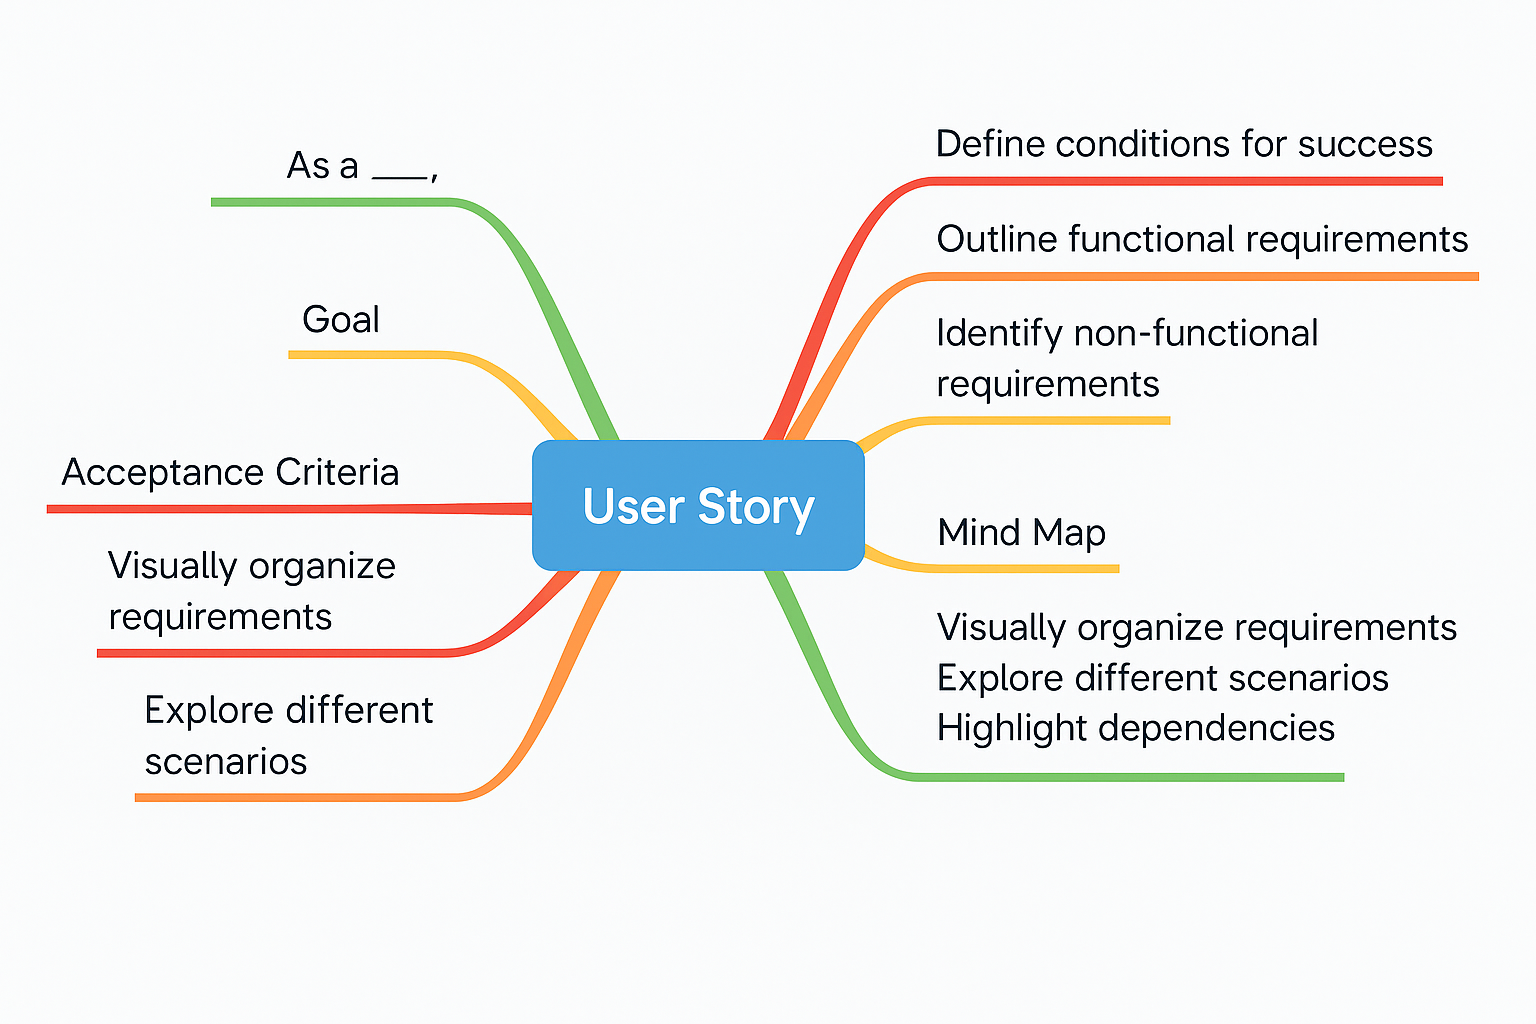 As a ___,
Goal
Acceptance Criteria
Visually organize
requirements
Explore different
scenarios
User Story
Define conditions for success
Outline functional requirements
Identify non-functional
requirements
Mind Map
Visually organize requirements
Explore different scenarios
Highlight dependencies